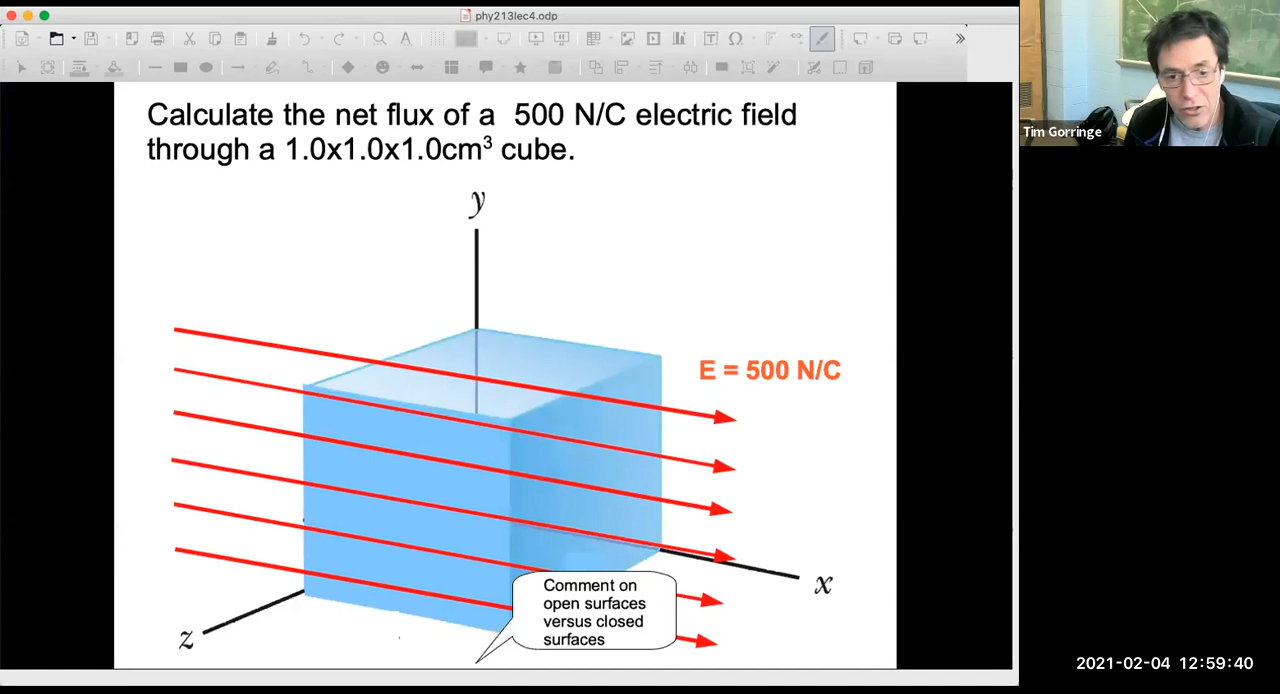 phy213lec4.odp
Calculate the net flux of a 500 N/C electric field
through a 1.0x1.0x1.0cm³ cube.
y
E = 500 N/C
x
z
Comment on
open surfaces
versus closed
surfaces
Tim Gorringe
2021-02-04 12:59:40